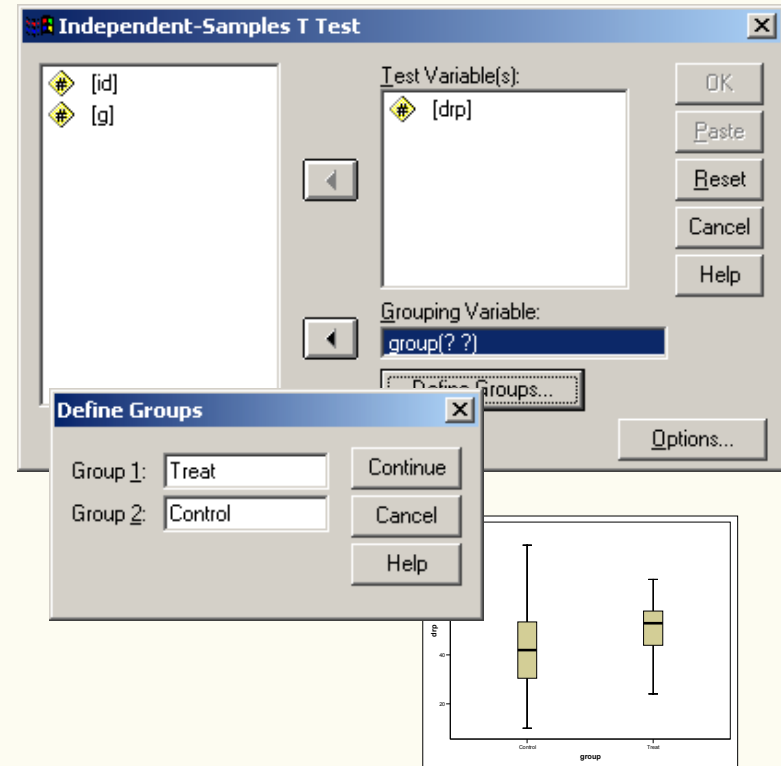 Independent-Samples T Test
[id]
[g]
Test Variable(s):
[drp]
OK
Paste
Reset
Cancel
Help
Grouping Variable:
group(? ?)
Define Groups...
Options...
Define Groups
Group 1: Treat
Group 2: Control
Continue
Cancel
Help
drp
40
20
Control Treat
group